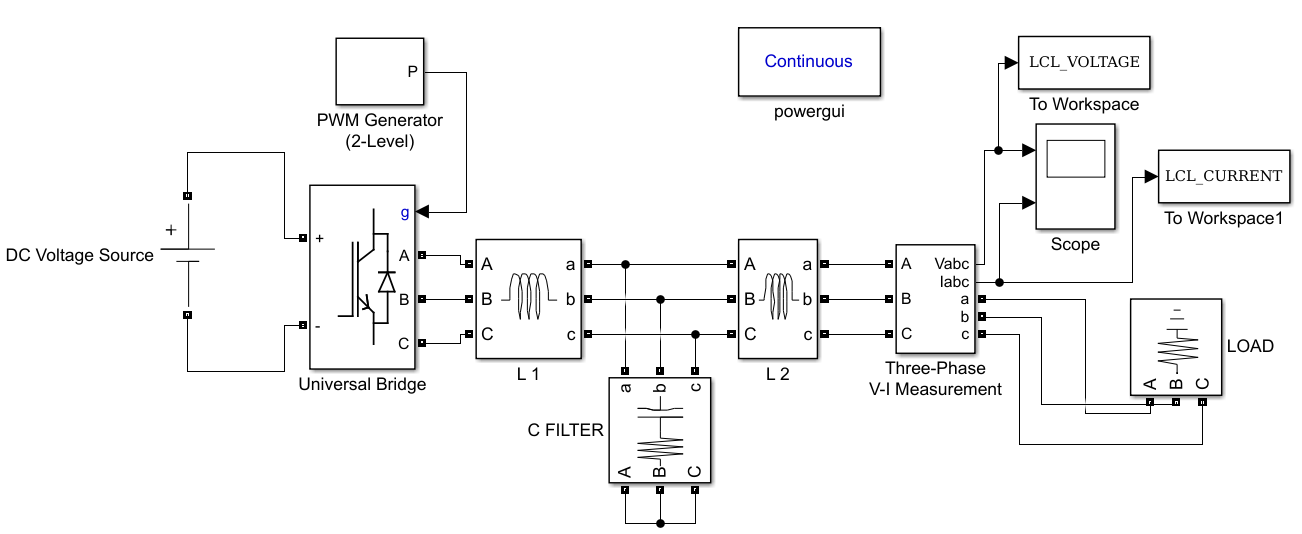 P
PWM Generator
(2-Level)
Continuous
powergui
LCL_VOLTAGE
To Workspace
LCL_CURRENT
To Workspace1
Scope
+
DC Voltage Source
g
+
-
A
B
C
Universal Bridge
A
B
C
a
b
c
L 1
A
B
C
a
b
c
L 2
A
B
C
Vabc
Iabc
a
b
c
Three-Phase
V-I Measurement
A
B
C
LOAD
a
b
c
C FILTER
A
B
C